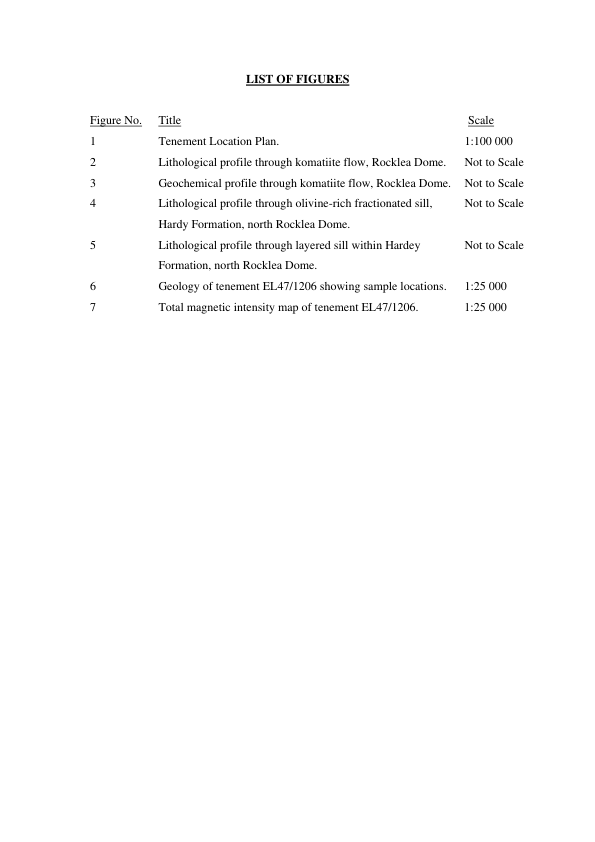 LIST OF FIGURES
Figure No. Title Scale
1 Tenement Location Plan. 1:100 000
2 Lithological profile through komatiite flow, Rocklea Dome. Not to Scale
3 Geochemical profile through komatiite flow, Rocklea Dome. Not to Scale
4 Lithological profile through olivine-rich fractionated sill, Not to Scale
Hardy Formation, north Rocklea Dome.
5 Lithological profile through layered sill within Hardey Not to Scale
Formation, north Rocklea Dome.
6 Geology of tenement EL47/1206 showing sample locations. 1:25 000
7 Total magnetic intensity map of tenement EL47/1206. 1:25 000